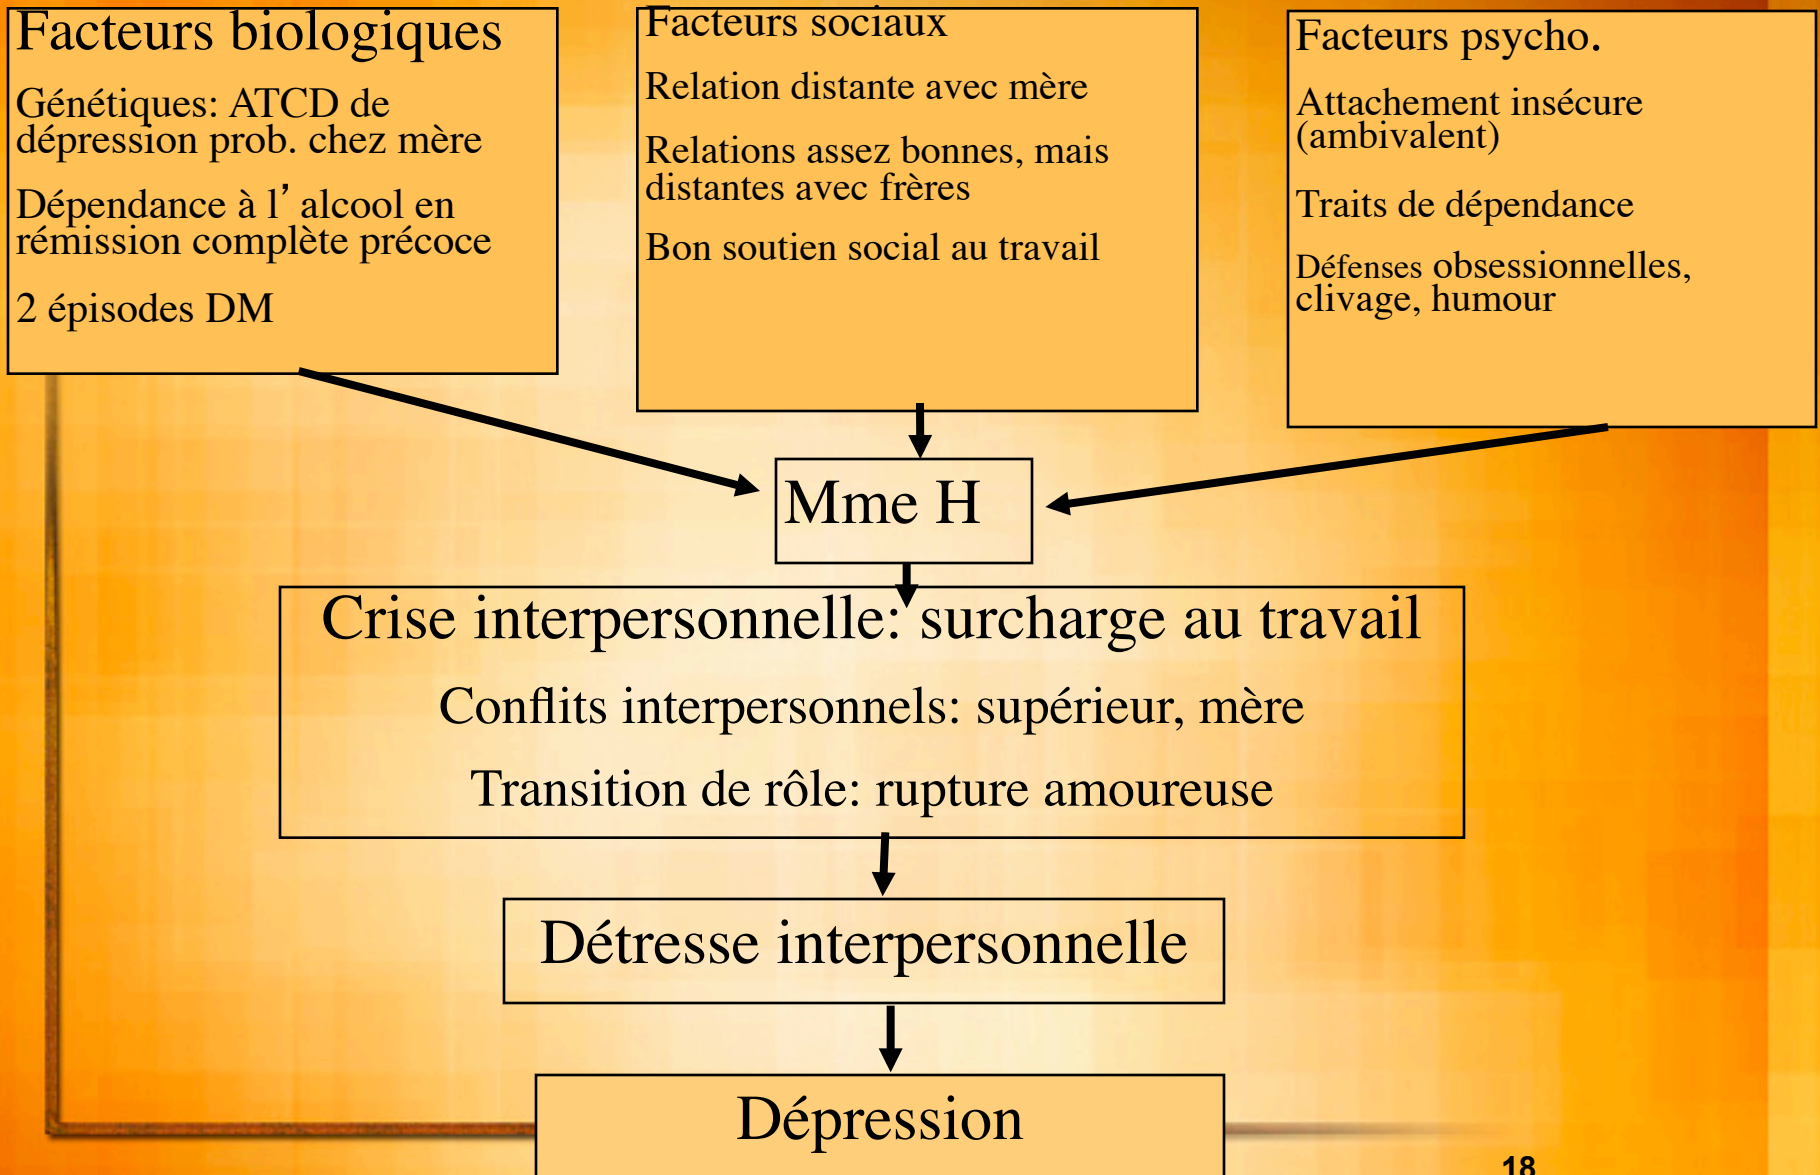 Facteurs biologiques
Génétiques: ATCD de
dépression prob. chez mère
Dépendance à l’ alcool en
rémission complète précoce
2 épisodes DM
Facteurs sociaux
Relation distante avec mère
Relations assez bonnes, mais
distantes avec frères
Bon soutien social au travail
Facteurs psycho.
Attachement insécure
(ambivalent)
Traits de dépendance
Défenses obsessionnelles,
clivage, humour
Mme H
Crise interpersonnelle: surcharge au travail
Conflits interpersonnels: supérieur, mère
Transition de rôle: rupture amoureuse
Détresse interpersonnelle
Dépression
18